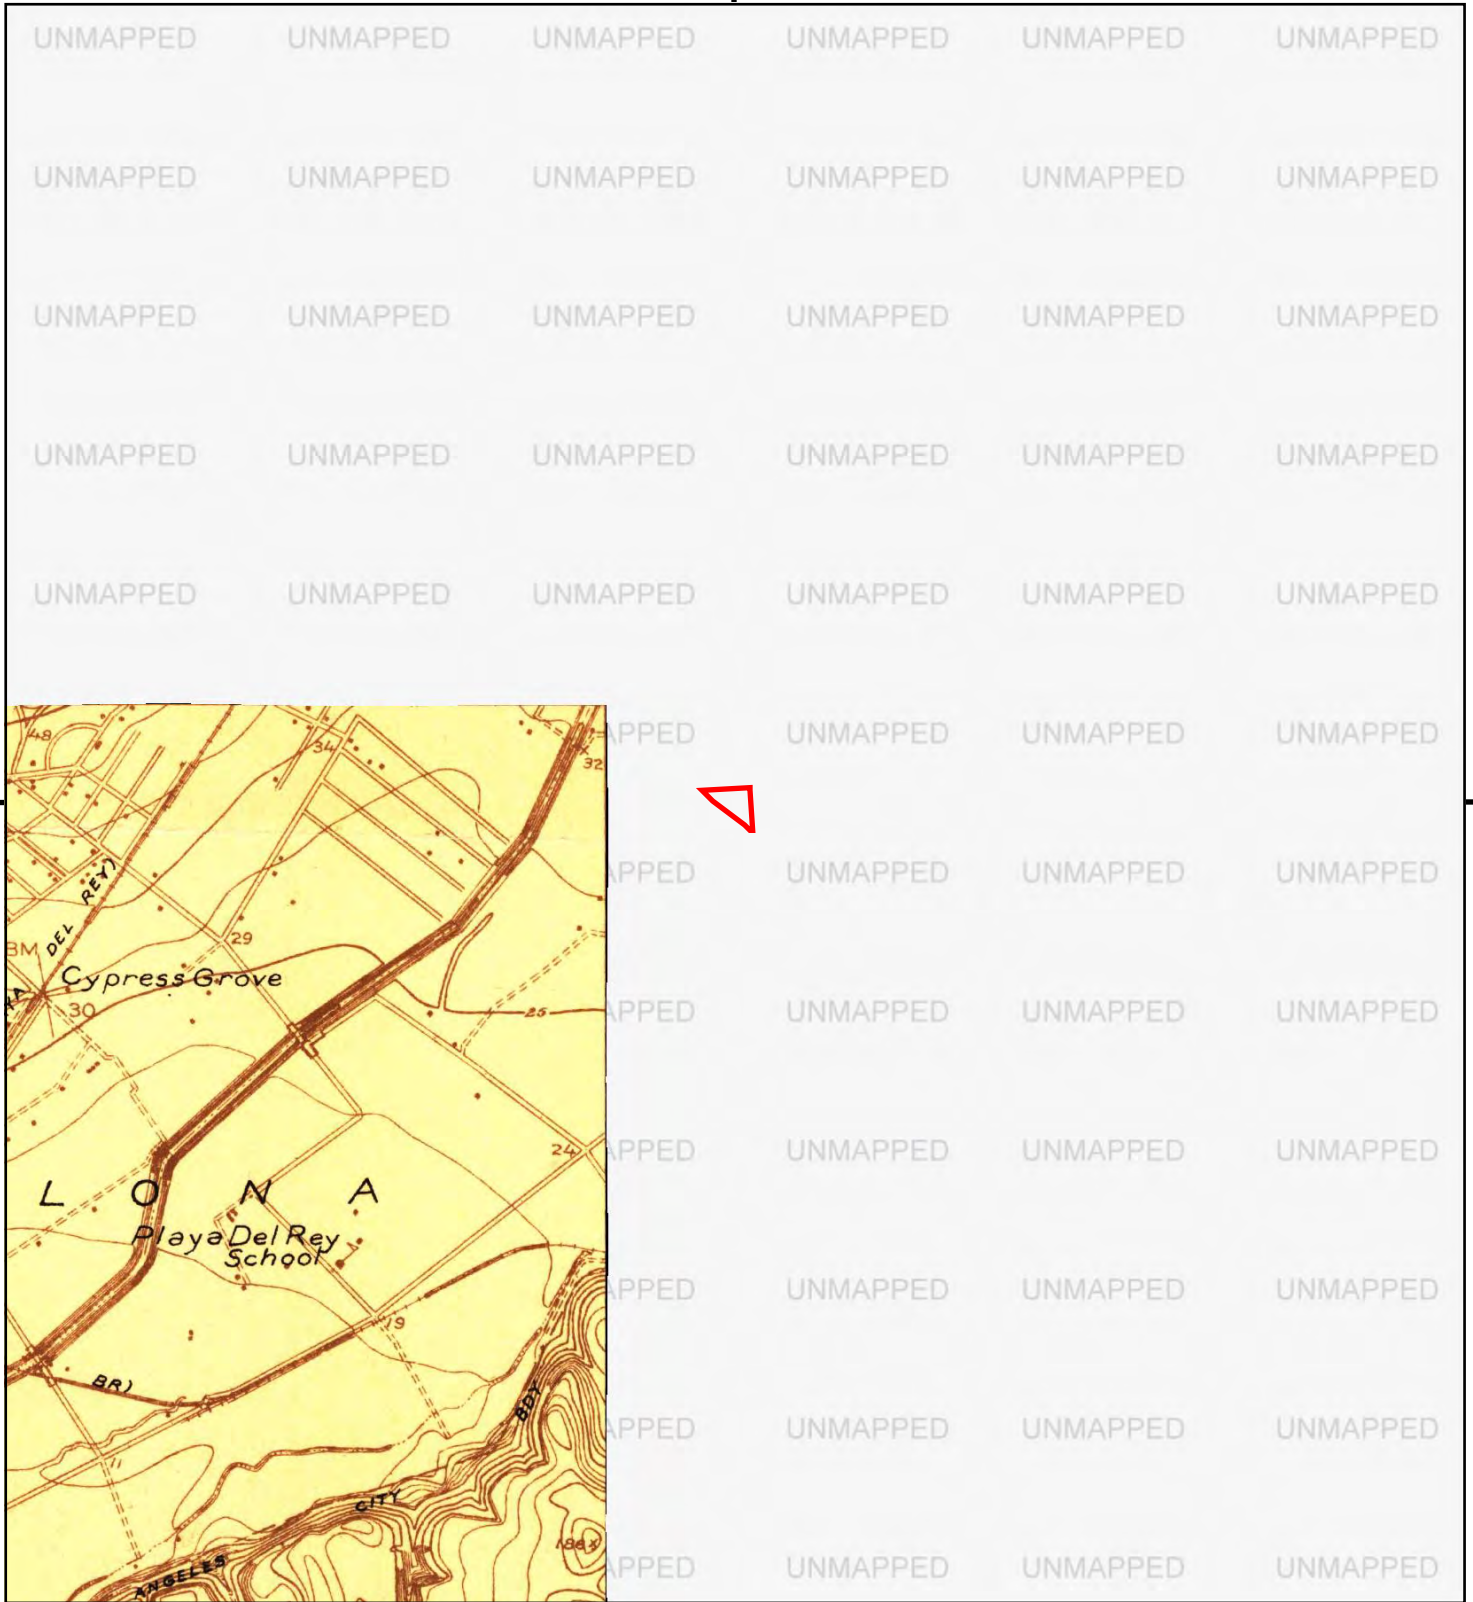 UNMAPPED UNMAPPED UNMAPPED UNMAPPED UNMAPPED UNMAPPED
UNMAPPED UNMAPPED UNMAPPED UNMAPPED UNMAPPED UNMAPPED
UNMAPPED UNMAPPED UNMAPPED UNMAPPED UNMAPPED UNMAPPED
UNMAPPED UNMAPPED UNMAPPED UNMAPPED UNMAPPED UNMAPPED
UNMAPPED UNMAPPED UNMAPPED UNMAPPED UNMAPPED UNMAPPED
48 34 APPED UNMAPPED UNMAPPED UNMAPPED
32
DEL REY) APPED UNMAPPED UNMAPPED UNMAPPED
BM 29
Cypress Grove
YA 30 25 APPED UNMAPPED UNMAPPED UNMAPPED
24 APPED UNMAPPED UNMAPPED UNMAPPED
L O N A
Playa Del Rey
School
APPED UNMAPPED UNMAPPED UNMAPPED
19
BR)
BDY APPED UNMAPPED UNMAPPED UNMAPPED
CITY
186
ANGELES APPED UNMAPPED UNMAPPED UNMAPPED